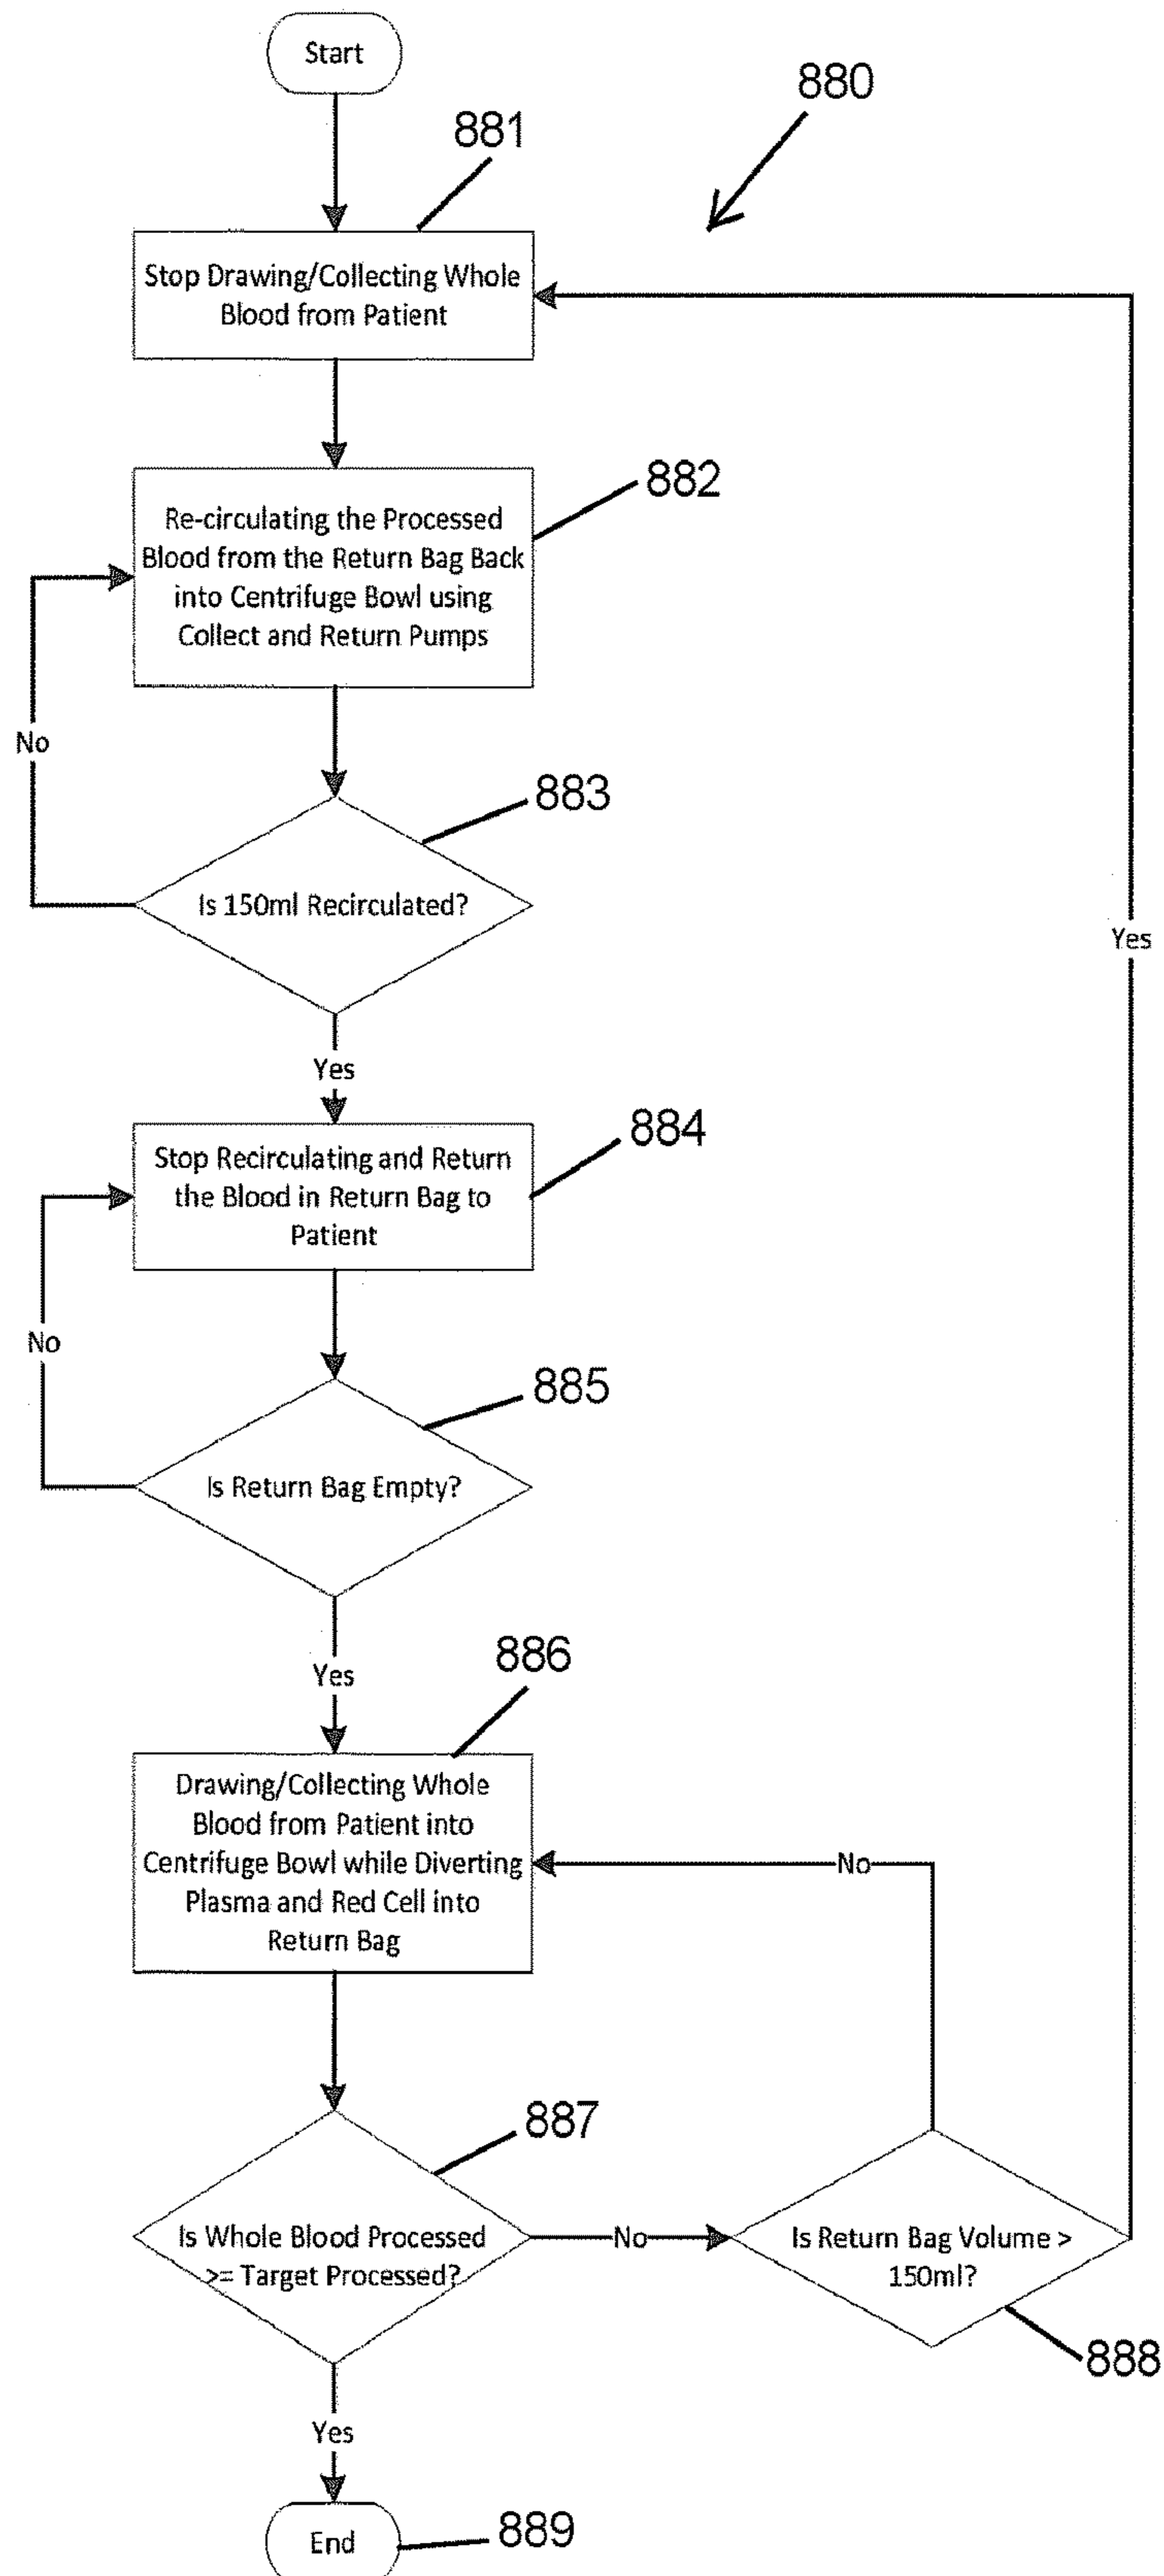 Start
880
881
Stop Drawing/Collecting Whole
Blood from Patient
882
Re-circulating the Processed
Blood from the Return Bag Back
into Centrifuge Bowl using
Collect and Return Pumps
No
883
Is 150ml Recirculated?
Yes
Yes
884
Stop Recirculating and Return
the Blood in Return Bag to
Patient
No
885
Is Return Bag Empty?
Yes
886
Drawing/Collecting Whole
Blood from Patient into
Centrifuge Bowl while Diverting
Plasma and Red Cell into
Return Bag
No
887
Is Whole Blood Processed
>= Target Processed?
No
Is Return Bag Volume >
150ml?
888
Yes
End
889